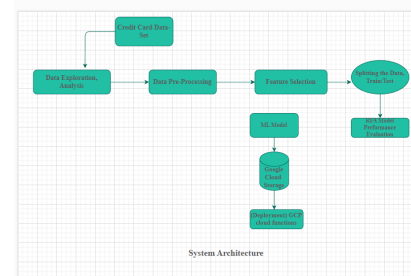 Credit Card Data
Set
Data Exploration,
Analysis
Data Pre-Processing
Feature Selection
Splitting the Data,
Train/Test
Performance
Evaluation
ML Model
Google
Cloud
Storage
Deployment: GCP
cloud functions
System Architecture